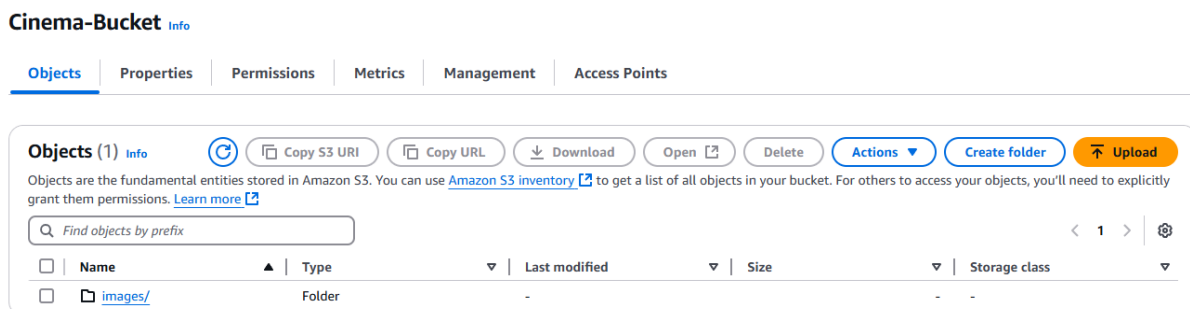 Cinema-Bucket Info
Objects Properties Permissions Metrics Management Access Points
Objects (1) Info Copy S3 URI Copy URL Download Open Delete Actions Create folder Upload
Objects are the fundamental entities stored in Amazon S3. You can use Amazon S3 inventory to get a list of all objects in your bucket. For others to access your objects, you'll need to explicitly
grant them permissions. Learn more
Find objects by prefix 1
Name Type Last modified Size Storage class
images/ Folder - - -